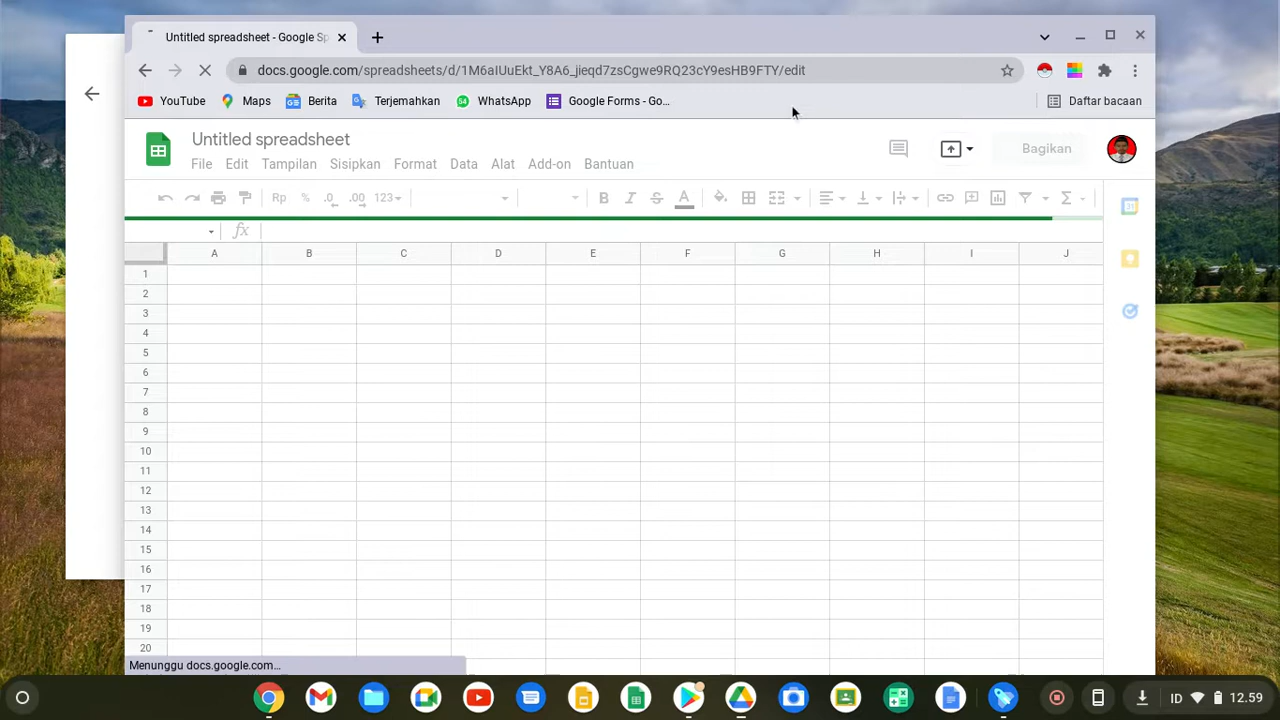 Untitled spreadsheet - Google Sp
docs.google.com/spreadsheets/d/1M6aIUuEkt_Y8A6_jieqd7zsCgwe9RQ23cY9esHB9FTY/edit
YouTube Maps Berita Terjemahkan WhatsApp Google Forms - Go... Daftar bacaan
Untitled spreadsheet
File Edit Tampilan Sisipkan Format Data Alat Add-on Bantuan
Bagikan
Rp % .0 .00 123 B I S A Σ
fx
A B C D E F G H I J
1
2
3
4
5
6
7
8
9
10
11
12
13
14
15
16
17
18
19
20
Menunggu docs.google.com...
ID 12.59